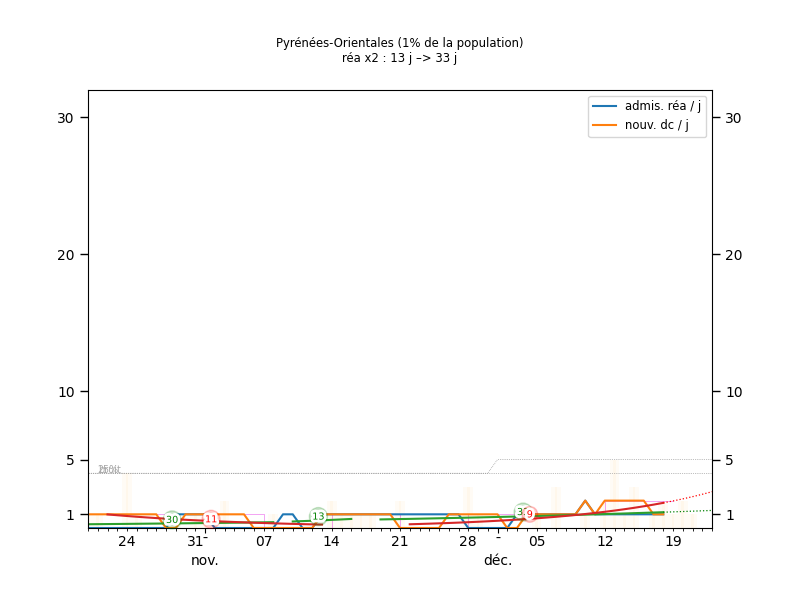 Pyrénées-Orientales (1% de la population)
réa x2 : 13 j –> 33 j
admis. réa / j
nouv. dc / j
30 30
20 20
10 10
5 5
1 1
30 11 13 9
24 31 07 14 21 28 - 05 12 19
nov. déc.